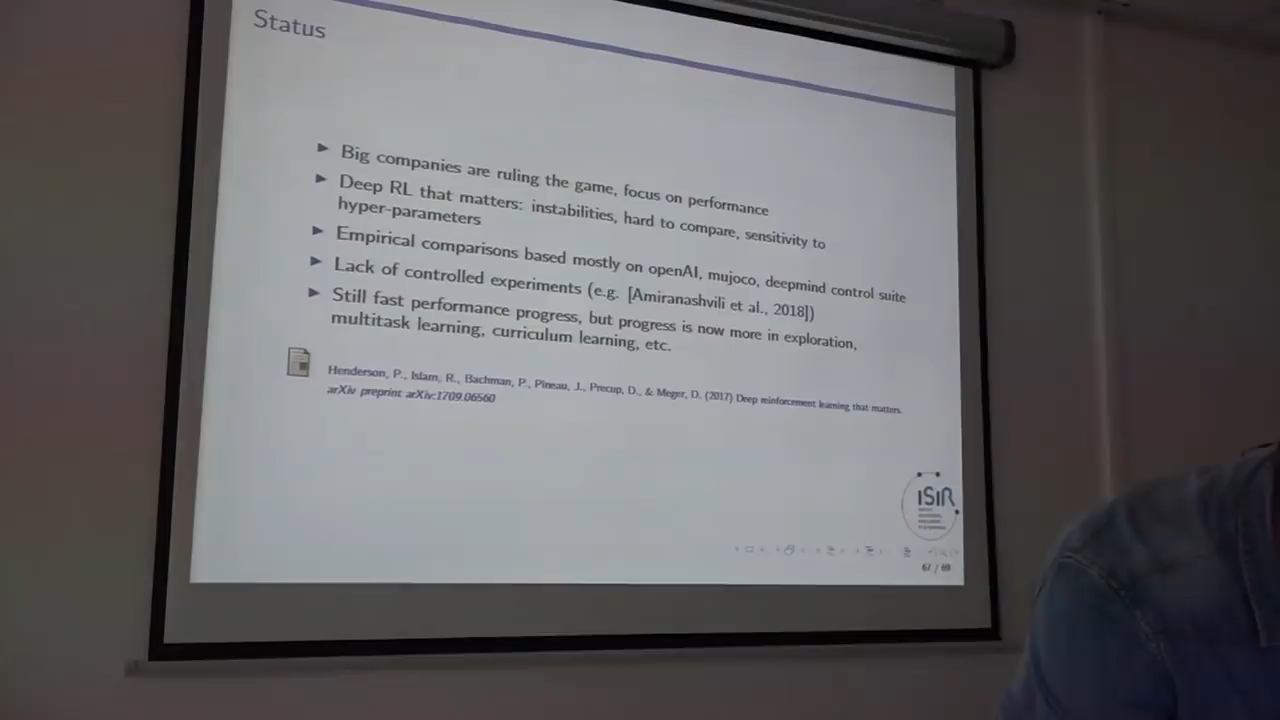 Status
Big companies are ruling the game, focus on performance
Deep RL that matters: instabilities, hard to compare, sensitivity to
hyper-parameters
Empirical comparisons based mostly on openAI, mujoco, deepmind control suite
Lack of controlled experiments (e.g. [Amiranashvili et al., 2018])
Still fast performance progress, but progress is now more in exploration,
multitask learning, curriculum learning, etc.
Henderson, P., Islam, R., Bachman, P., Pineau, J., Precup, D., & Meger, D. (2017) Deep reinforcement learning that matters.
arXiv preprint arXiv:1709.06560
ISIR
67 / 69